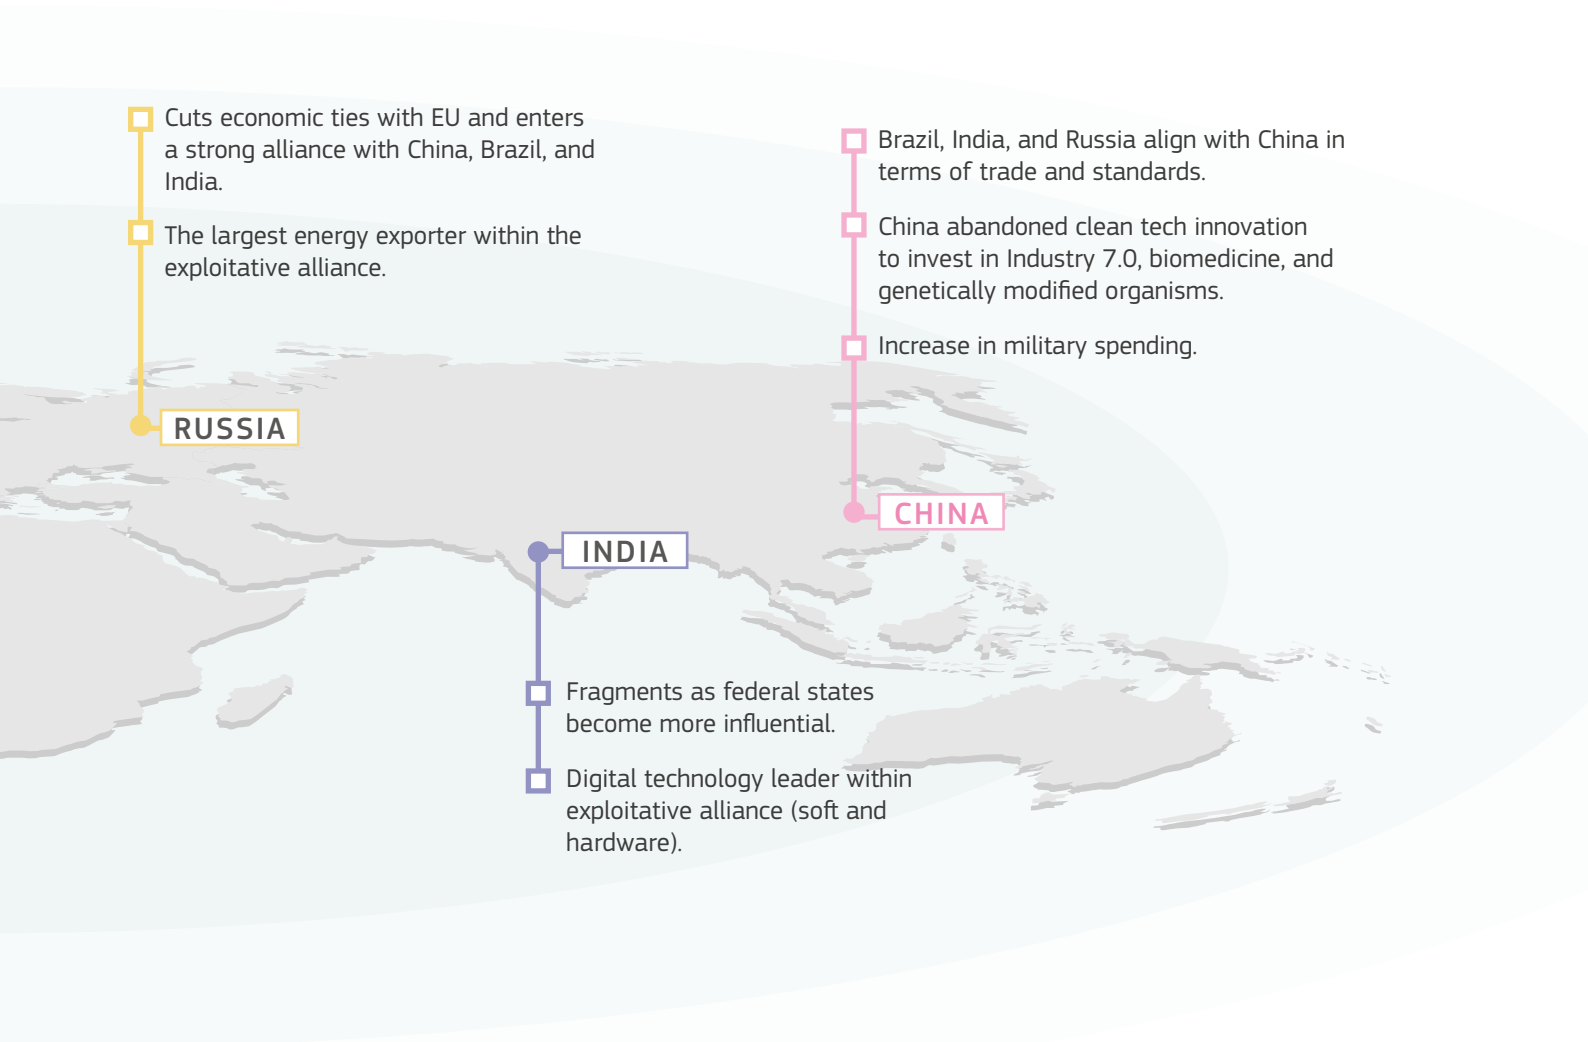 Cuts economic ties with EU and enters
a strong alliance with China, Brazil, and
India.
The largest energy exporter within the
exploitative alliance.
RUSSIA
Brazil, India, and Russia align with China in
terms of trade and standards.
China abandoned clean tech innovation
to invest in Industry 7.0, biomedicine, and
genetically modified organisms.
Increase in military spending.
CHINA
INDIA
Fragments as federal states
become more influential.
Digital technology leader within
exploitative alliance (soft and
hardware).